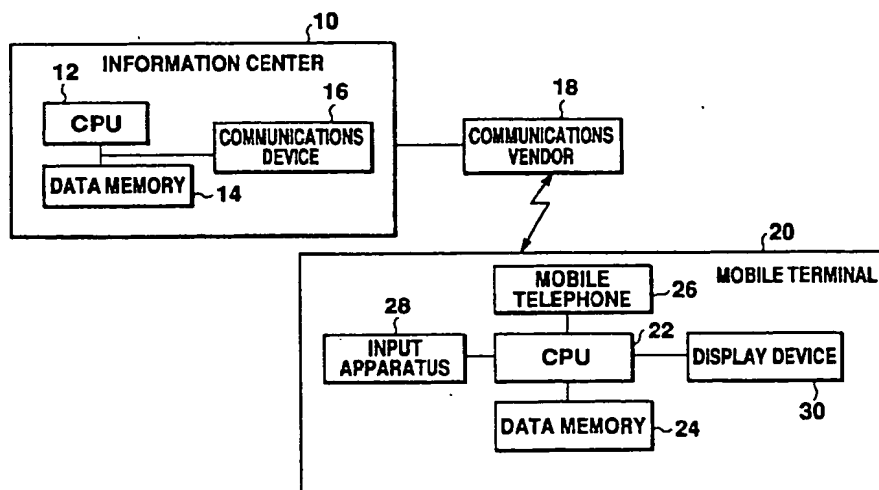 10
INFORMATION CENTER
12
CPU
16
COMMUNICATIONS
DEVICE
DATA MEMORY
14
18
COMMUNICATIONS
VENDOR
20
MOBILE TERMINAL
MOBILE
TELEPHONE
26
28
INPUT
APPARATUS
22
CPU
DISPLAY DEVICE
30
DATA MEMORY
24